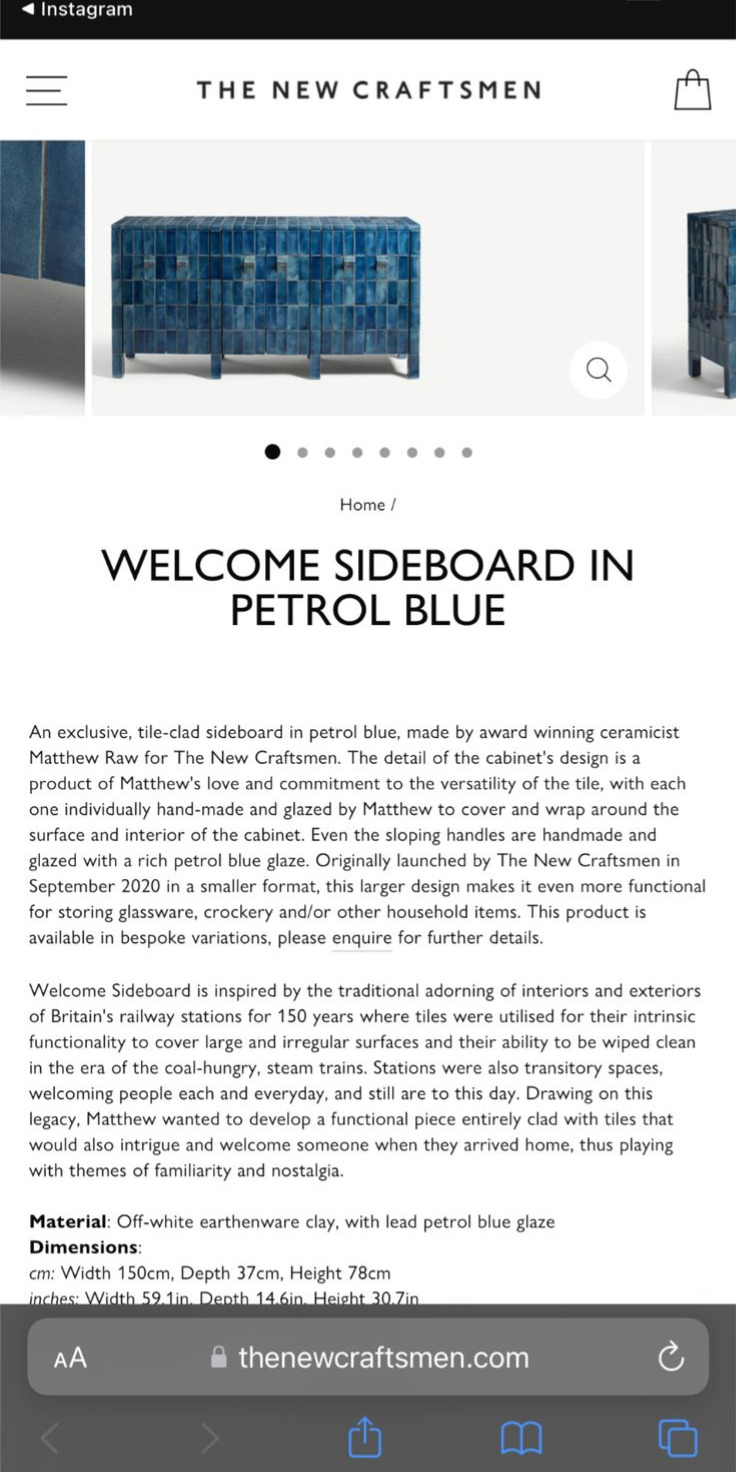 Instagram
THE NEW CRAFTSMEN
Home /
WELCOME SIDEBOARD IN
PETROL BLUE
An exclusive, tile-clad sideboard in petrol blue, made by award winning ceramicist
Matthew Raw for The New Craftsmen. The detail of the cabinet's design is a
product of Matthew's love and commitment to the versatility of the tile, with each
one individually hand-made and glazed by Matthew to cover and wrap around the
surface and interior of the cabinet. Even the sloping handles are handmade and
glazed with a rich petrol blue glaze. Originally launched by The New Craftsmen in
September 2020 in a smaller format, this larger design makes it even more functional
for storing glassware, crockery and/or other household items. This product is
available in bespoke variations, please enquire for further details.
Welcome Sideboard is inspired by the traditional adorning of interiors and exteriors
of Britain's railway stations for 150 years where tiles were utilised for their intrinsic
functionality to cover large and irregular surfaces and their ability to be wiped clean
in the era of the coal-hungry, steam trains. Stations were also transitory spaces,
welcoming people each and everyday, and still are to this day. Drawing on this
legacy, Matthew wanted to develop a functional piece entirely clad with tiles that
would also intrigue and welcome someone when they arrived home, thus playing
with themes of familiarity and nostalgia.
Material: Off-white earthenware clay, with lead petrol blue glaze
Dimensions:
cm: Width 150cm, Depth 37cm, Height 78cm
inches: Width 59.1in, Depth 14.6in, Height 30.7in
AA
thenewcraftsmen.com